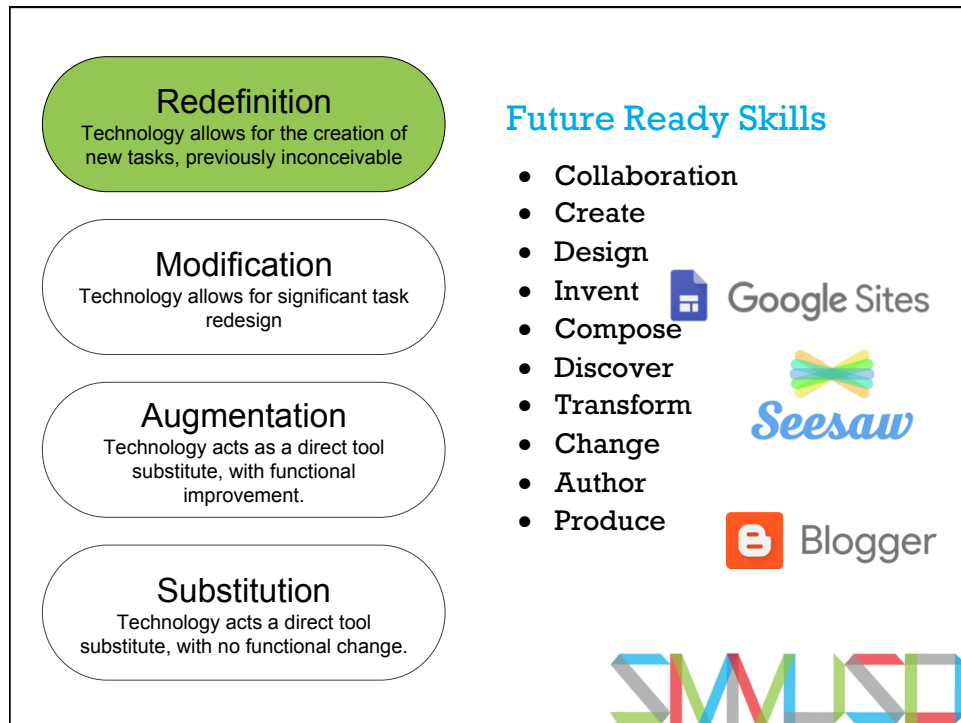 Redefinition
Technology allows for the creation of
new tasks, previously inconceivable
Modification
Technology allows for significant task
redesign
Augmentation
Technology acts as a direct tool
substitute, with functional
improvement.
Substitution
Technology acts a direct tool
substitute, with no functional change.
Future Ready Skills
• Collaboration
• Create
• Design
• Invent
• Compose
• Discover
• Transform
• Change
• Author
• Produce
Google Sites
Seesaw
Blogger
SMMUSD